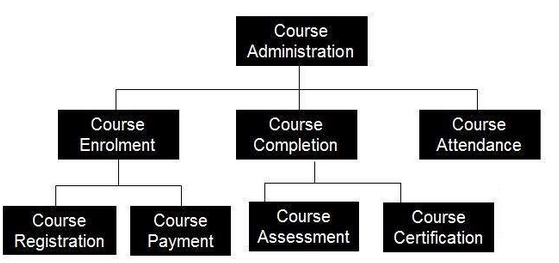 Course
Administration
Course
Enrolment
Course
Completion
Course
Attendance
Course
Registration
Course
Payment
Course
Assessment
Course
Certification